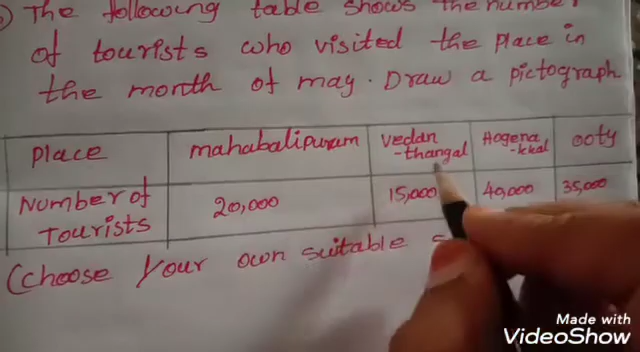 The following table shows the number
of tourists who visited the place in
the month of may. Draw a pictograph
Place mahabalipuram Vedan-thangal Hogena-kkal ooty
Number of Tourists 20,000 15,000 40,000 35,000
(choose your own suitable
Made with
VideoShow